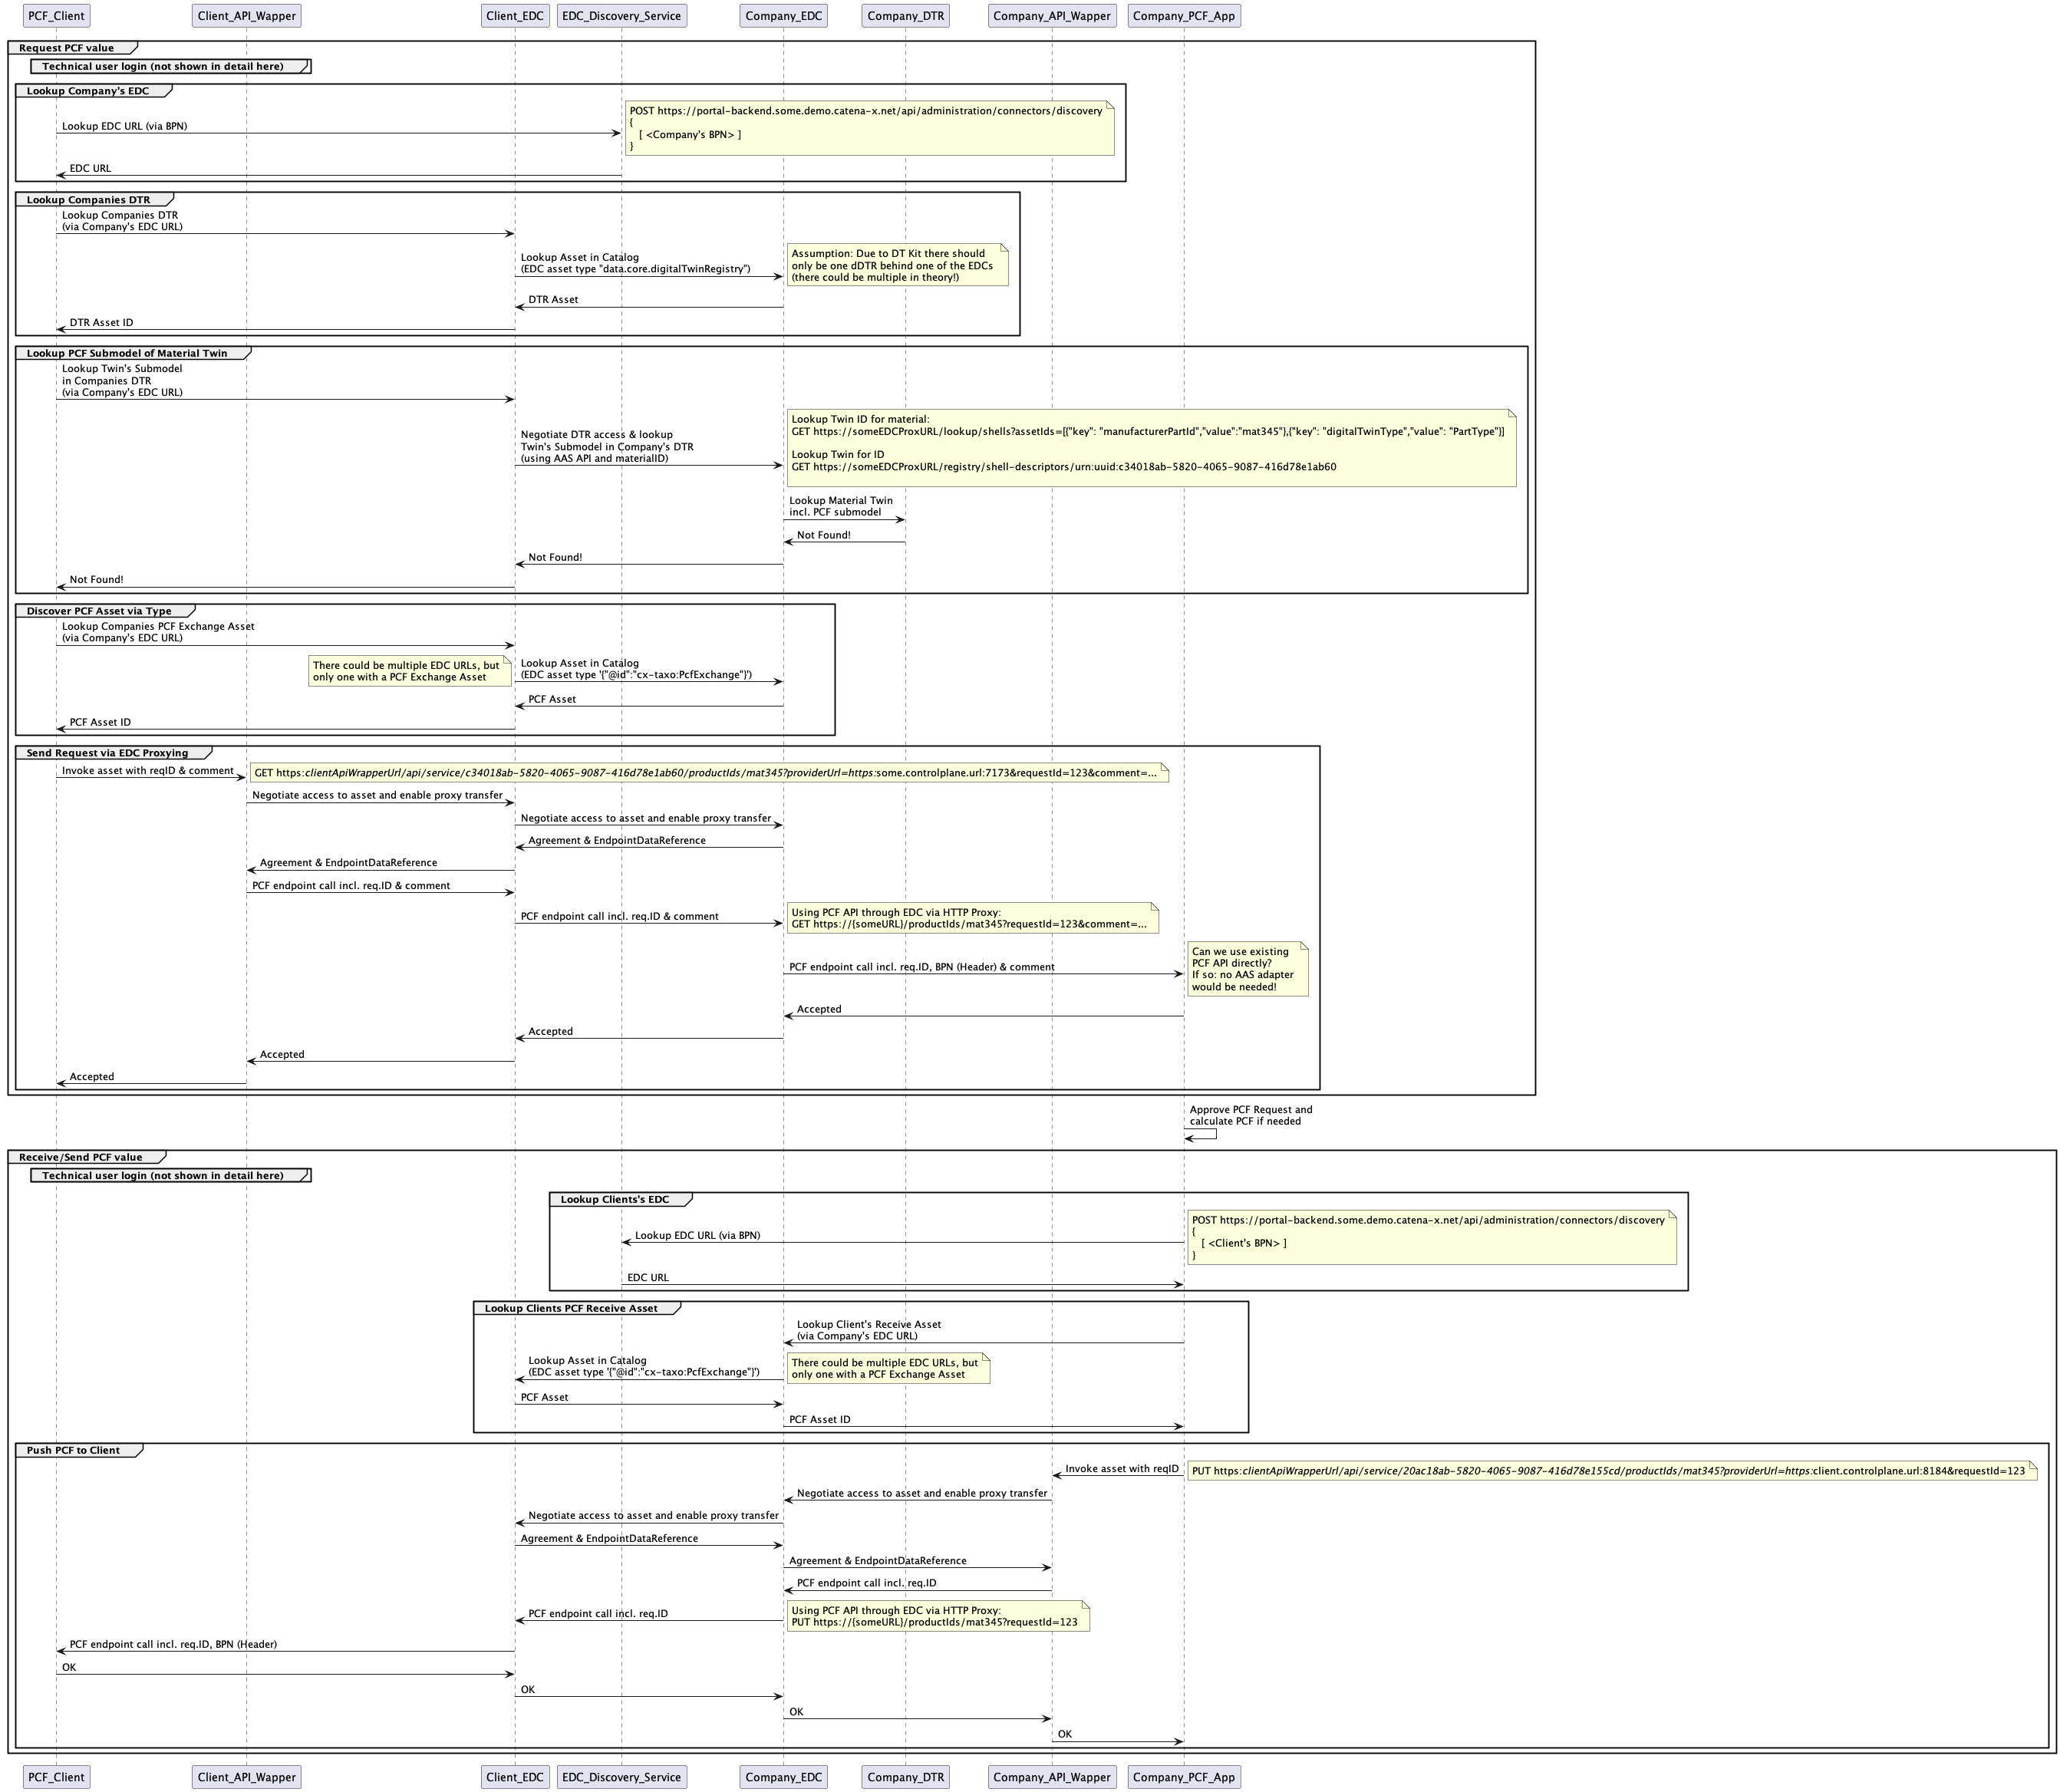 PCF_Client
Client_API_Wapper
Client_EDC
EDC_Discovery_Service
Company_EDC
Company_DTR
Company_API_Wapper
Company_PCF_App
Request PCF value
Technical user login (not shown in detail here)
Lookup Company's EDC
POST https://portal-backend.some.demo.catena-x.net/api/administration/connectors/discovery
{
[ <Company's BPN> ]
}
Lookup EDC URL (via BPN)
EDC URL
Lookup Companies DTR
Lookup Companies DTR
(via Company's EDC URL)
Lookup Asset in Catalog
(EDC asset type "data.core.digitalTwinRegistry")
Assumption: Due to DT Kit there should
only be one dDTR behind one of the EDCs
(there could be multiple in theory!)
DTR Asset
DTR Asset ID
Lookup PCF Submodel of Material Twin
Lookup Twin's Submodel
in Companies DTR
(via Company's EDC URL)
Lookup Twin ID for material:
GET https://someEDCProxURL/lookup/shells?assetIds=[{"key": "manufacturerPartId","value":"mat345"},{"key": "digitalTwinType","value": "PartType"}]
Lookup Twin for ID
GET https://someEDCProxURL/registry/shell-descriptors/urn:uuid:c34018ab-5820-4065-9087-416d78e1ab60
Negotiate DTR access & lookup
Twin's Submodel in Company's DTR
(using AAS API and materialID)
Lookup Material Twin
incl. PCF submodel
Not Found!
Not Found!
Not Found!
Discover PCF Asset via Type
Lookup Companies PCF Exchange Asset
(via Company's EDC URL)
There could be multiple EDC URLs, but
only one with a PCF Exchange Asset
Lookup Asset in Catalog
(EDC asset type '{"@id":"cx-taxo:PcfExchange"}')
PCF Asset
PCF Asset ID
Send Request via EDC Proxying
Invoke asset with reqID & comment
GET https:clientApiWrapperUrl/api/service/c34018ab-5820-4065-9087-416d78e1ab60/productIds/mat345?providerUrl=https:some.controlplane.url:7173&requestId=123&comment=...
Negotiate access to asset and enable proxy transfer
Negotiate access to asset and enable proxy transfer
Agreement & EndpointDataReference
Agreement & EndpointDataReference
PCF endpoint call incl. req.ID & comment
PCF endpoint call incl. req.ID & comment
Using PCF API through EDC via HTTP Proxy:
GET https://{someURL}/productIds/mat345?requestId=123&comment=...
PCF endpoint call incl. req.ID, BPN (Header) & comment
Can we use existing
PCF API directly?
If so: no AAS adapter
would be needed!
Accepted
Accepted
Accepted
Accepted
Approve PCF Request and
calculate PCF if needed
Receive/Send PCF value
Technical user login (not shown in detail here)
Lookup Clients's EDC
Lookup EDC URL (via BPN)
POST https://portal-backend.some.demo.catena-x.net/api/administration/connectors/discovery
{
[ <Client's BPN> ]
}
EDC URL
Lookup Clients PCF Receive Asset
Lookup Client's Receive Asset
(via Company's EDC URL)
Lookup Asset in Catalog
(EDC asset type '{"@id":"cx-taxo:PcfExchange"}')
There could be multiple EDC URLs, but
only one with a PCF Exchange Asset
PCF Asset
PCF Asset ID
Push PCF to Client
Invoke asset with reqID
PUT https:clientApiWrapperUrl/api/service/20ac18ab-5820-4065-9087-416d78e155cd/productIds/mat345?providerUrl=https:client.controlplane.url:8184&requestId=123
Negotiate access to asset and enable proxy transfer
Negotiate access to asset and enable proxy transfer
Agreement & EndpointDataReference
Agreement & EndpointDataReference
PCF endpoint call incl. req.ID
PCF endpoint call incl. req.ID
Using PCF API through EDC via HTTP Proxy:
PUT https://{someURL}/productIds/mat345?requestId=123
PCF endpoint call incl. req.ID, BPN (Header)
OK
OK
OK
OK
PCF_Client
Client_API_Wapper
Client_EDC
EDC_Discovery_Service
Company_EDC
Company_DTR
Company_API_Wapper
Company_PCF_App